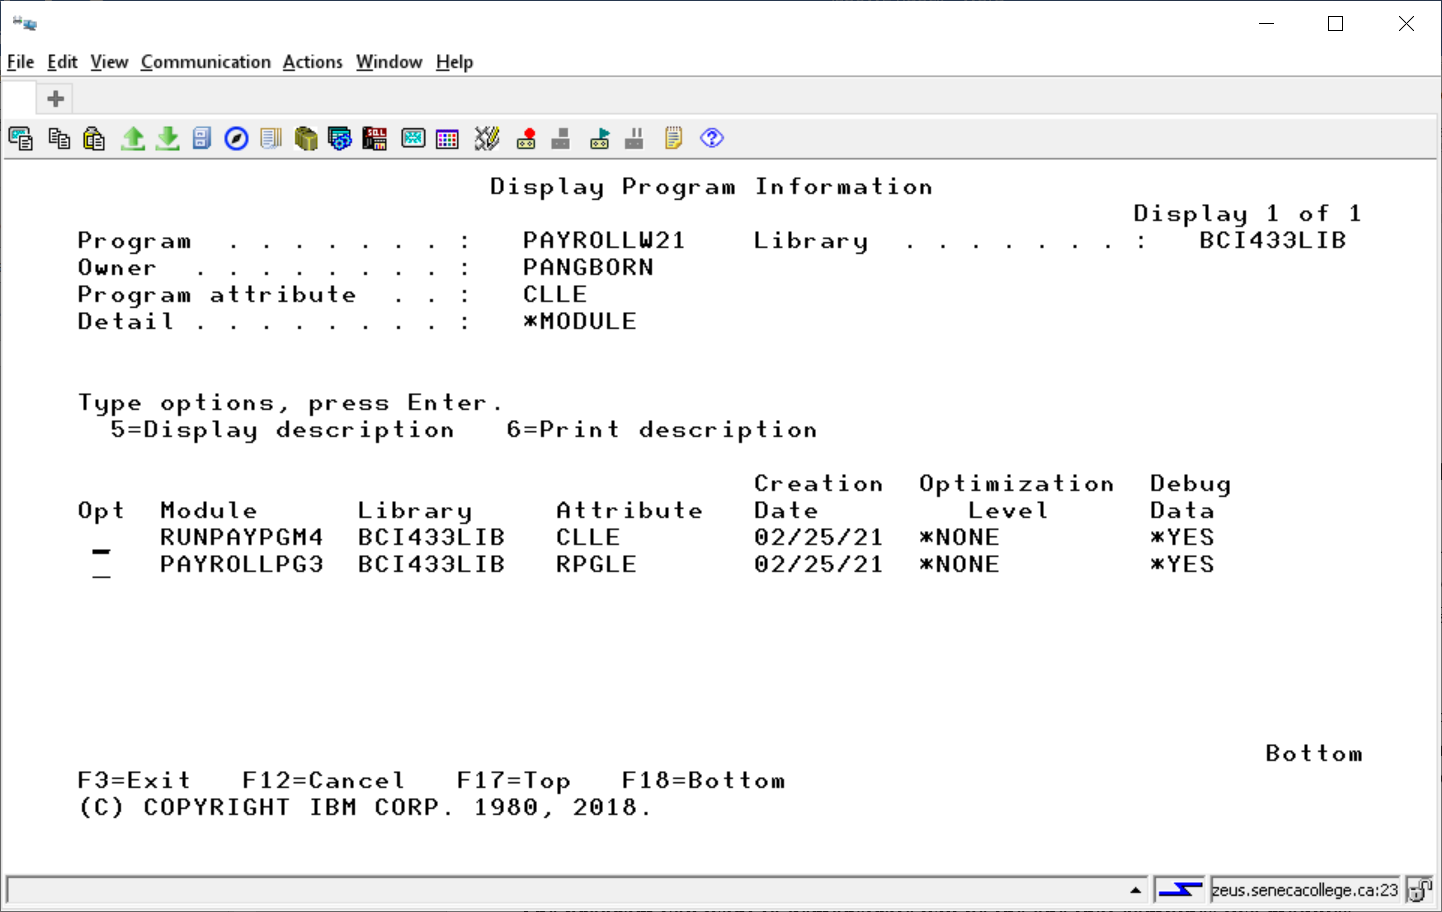 File Edit View Communication Actions Window Help
Display Program Information
Display 1 of 1
Program . . . . . . . : PAYROLLW21 Library . . . . . . . : BCI433LIB
Owner . . . . . . . . : PANGBORN
Program attribute . . : CLLE
Detail . . . . . . . . : *MODULE
Type options, press Enter.
5=Display description 6=Print description
Creation Optimization Debug
Opt Module Library Attribute Date Level Data
RUNPAYPGM4 BCI433LIB CLLE 02/25/21 *NONE *YES
PAYROLLPG3 BCI433LIB RPGLE 02/25/21 *NONE *YES
Bottom
F3=Exit F12=Cancel F17=Top F18=Bottom
(C) COPYRIGHT IBM CORP. 1980, 2018.
zeus.senecacollege.ca:23